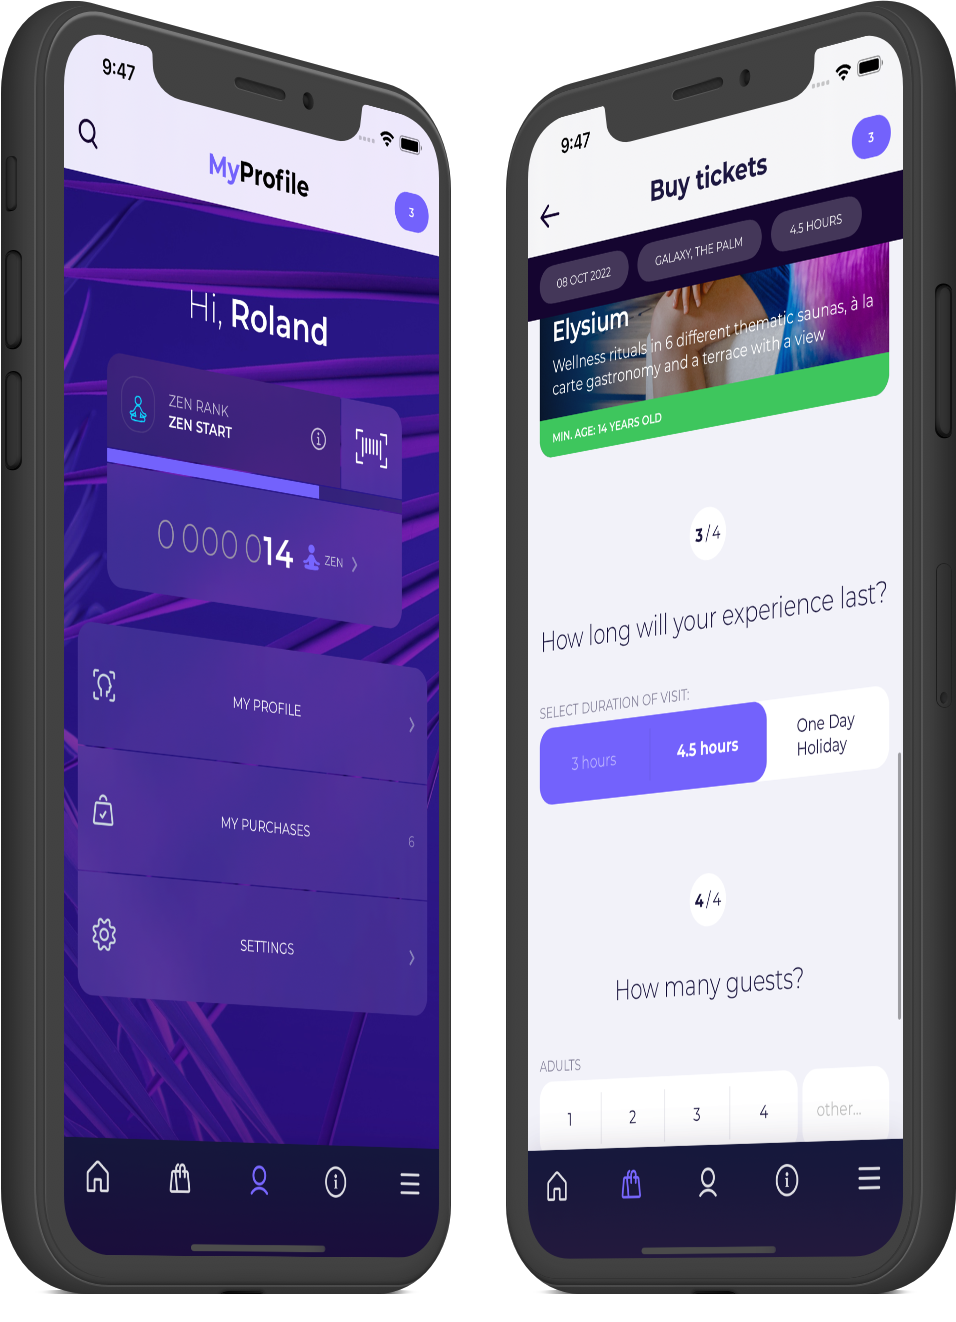 9:47
MyProfile
3
Hi, Roland
ZEN RANK
ZEN START
0 000 014 ZEN
MY PROFILE
MY PURCHASES
6
SETTINGS
9:47
3
Buy tickets
08 OCT 2022
GALAXY, THE PALM
4.5 HOURS
Elysium
Wellness rituals in 6 different thematic saunas, à la
carte gastronomy and a terrace with a view
MIN. AGE: 14 YEARS OLD
3/4
How long will your experience last?
SELECT DURATION OF VISIT:
3 hours
4.5 hours
One Day
Holiday
4/4
How many guests?
ADULTS
1 2 3 4 other...